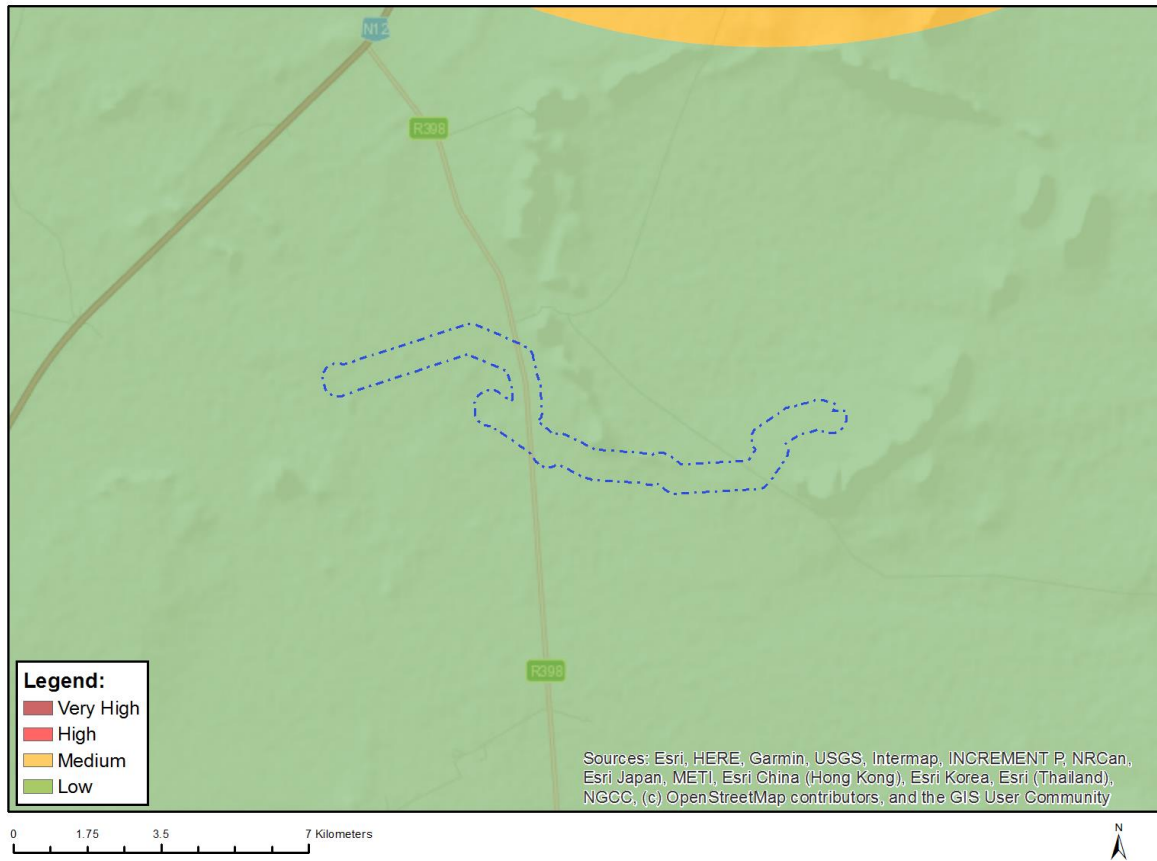 N12
R398
R398
Legend:
Very High
High
Medium
Low
Sources: Esri, HERE, Garmin, USGS, Intermap, INCREMENT P, NRCan,
Esri Japan, METI, Esri China (Hong Kong), Esri Korea, Esri (Thailand),
NGCC, (c) OpenStreetMap contributors, and the GIS User Community
0 1.75 3.5 7 Kilometers
N